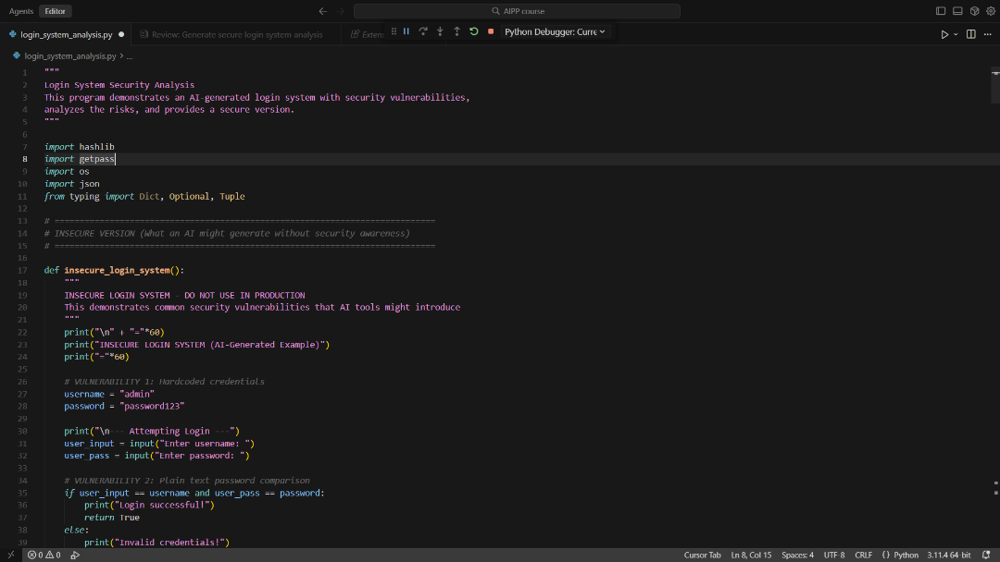 Agents Editor AIPP course
login_system_analysis.py Review: Generate secure login system analysis Exten Python Debugger: Curre
login_system_analysis.py > ...
1 """
2 Login System Security Analysis
3 This program demonstrates an AI-generated login system with security vulnerabilities,
4 analyzes the risks, and provides a secure version.
5 """
6
7 import hashlib
8 import getpass
9 import os
10 import json
11 from typing import Dict, Optional, Tuple
12
13 # ============================================================================
14 # INSECURE VERSION (What an AI might generate without security awareness)
15 # ============================================================================
16
17 def insecure_login_system():
18 """
19 INSECURE LOGIN SYSTEM - DO NOT USE IN PRODUCTION
20 This demonstrates common security vulnerabilities that AI tools might introduce
21 """
22 print("\n" + "="*60)
23 print("INSECURE LOGIN SYSTEM (AI-Generated Example)")
24 print("="*60)
25
26 # VULNERABILITY 1: Hardcoded credentials
27 username = "admin"
28 password = "password123"
29
30 print("\n--- Attempting Login ---")
31 user_input = input("Enter username: ")
32 user_pass = input("Enter password: ")
33
34 # VULNERABILITY 2: Plain text password comparison
35 if user_input == username and user_pass == password:
36 print("Login successful!")
37 return True
38 else:
39 print("Invalid credentials!")
0 0 Cursor Tab Ln 8, Col 15 Spaces: 4 UTF-8 CRLF {} Python 3.11.4 64-bit